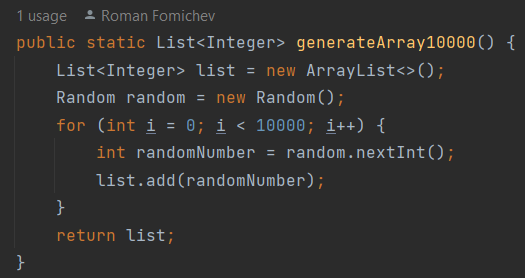 1 usage Roman Fomichev
public static List<Integer> generateArray10000() {
    List<Integer> list = new ArrayList<>();
    Random random = new Random();
    for (int i = 0; i < 10000; i++) {
        int randomNumber = random.nextInt();
        list.add(randomNumber);
    }
    return list;
}